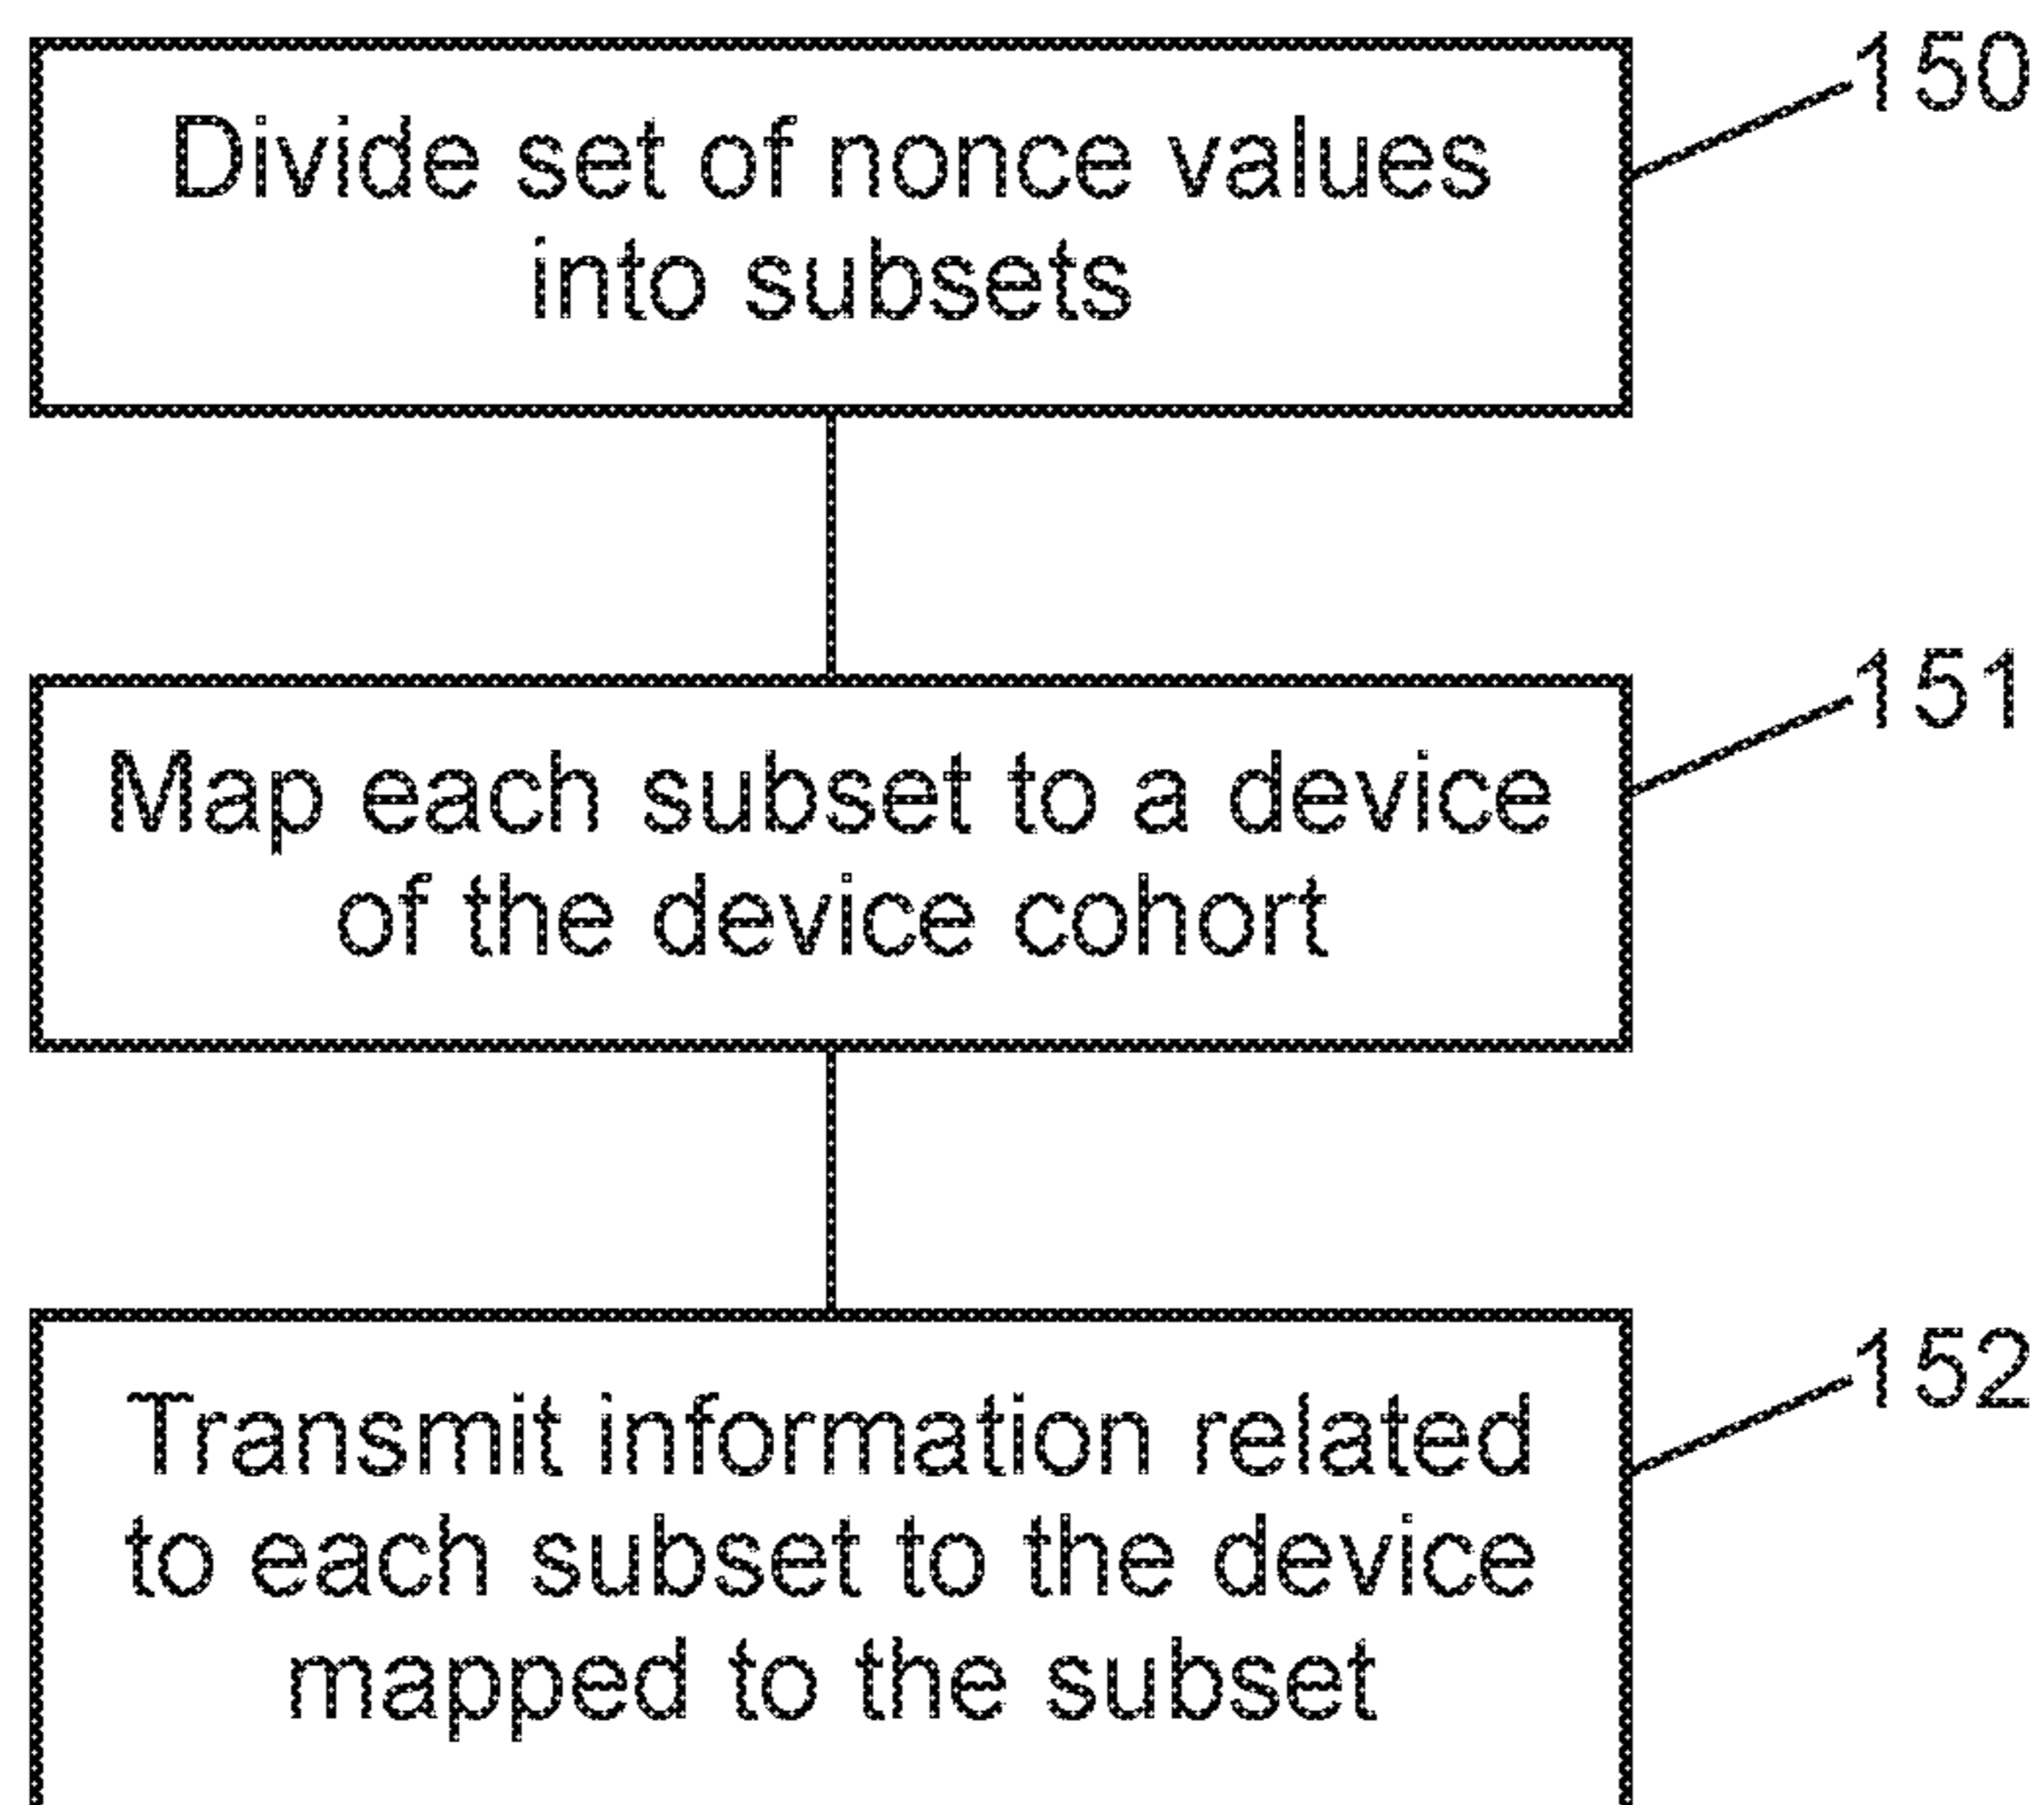 150
Divide set of nonce values
into subsets
151
Map each subset to a device
of the device cohort
152
Transmit information related
to each subset to the device
mapped to the subset